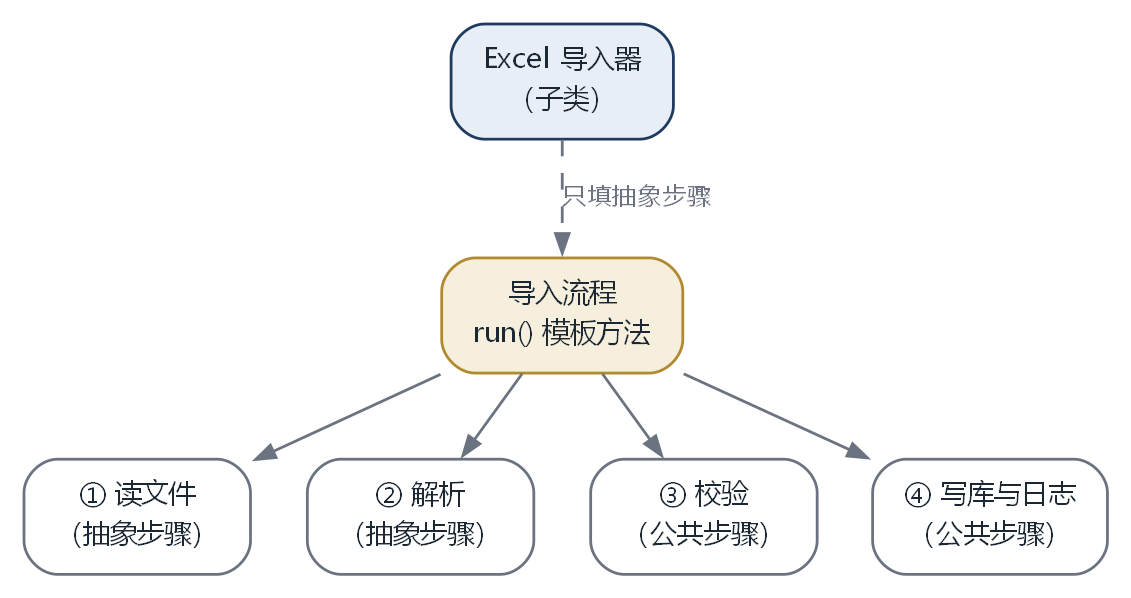 Excel 导入器
（子类）
只填抽象步骤
导入流程
run() 模板方法
① 读文件
（抽象步骤）
② 解析
（抽象步骤）
③ 校验
（公共步骤）
④ 写库与日志
（公共步骤）